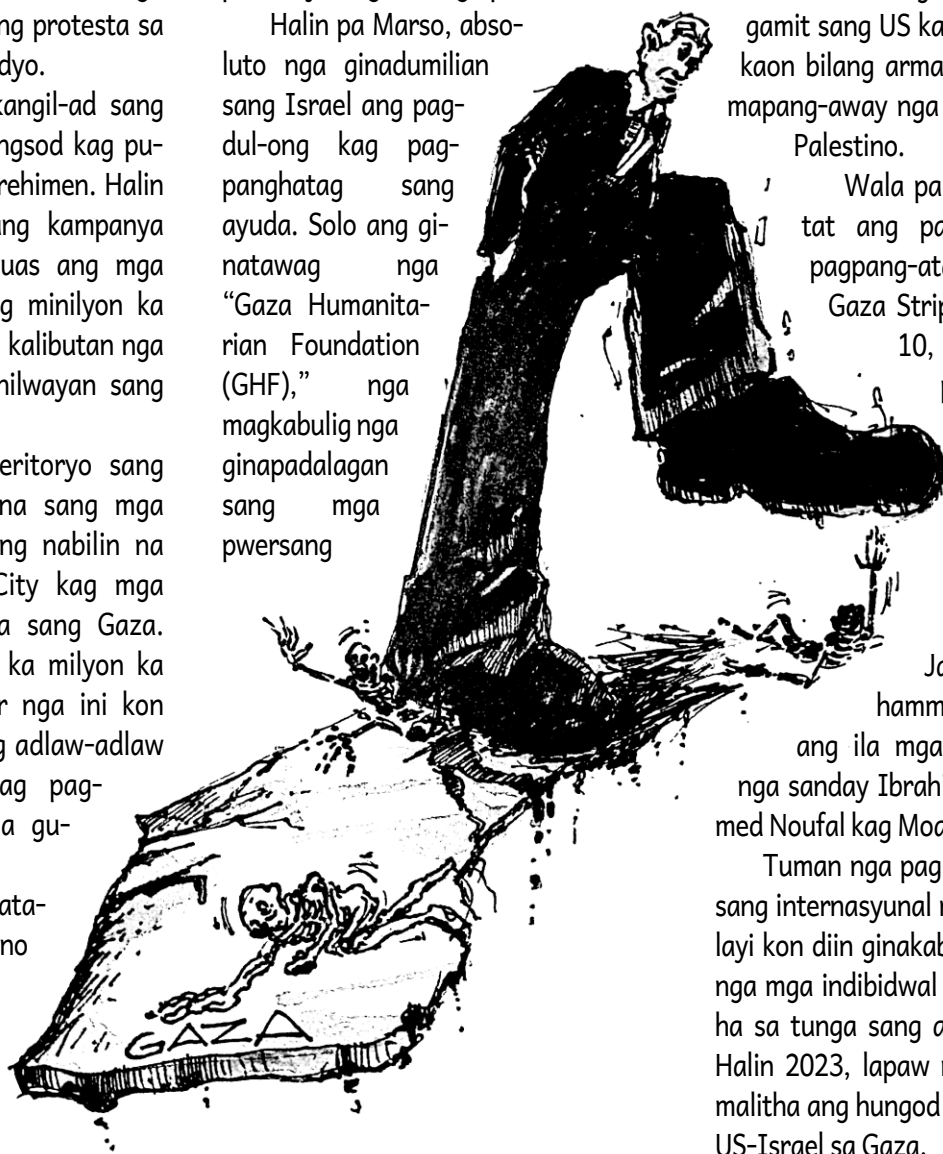 ng protesta sa
dyo.
kangil-ad sang
ngsod kag pu-
rehimen. Halin
ang kampanya
uas ang mga
g minilyon ka
kalibutan nga
nilwayan sang
eritoryo sang
na sang mga
ng nabilin na
City kag mga
a sang Gaza.
ka milyon ka
r nga ini kon
g adlaw-adlaw
ag pag-
a gu-
ata-
no
Halin pa Marso, abso-
luto nga ginadumilian
sang Israel ang pag-
dul-ong kag pag-
panghatag sang
ayuda. Solo ang gi-
natawag nga
“Gaza Humanita-
rian Foundation
(GHF),” nga
magkabulig nga
ginapadalagan
sang mga
pwersang
GAZA
gamit sang US ka
kaon bilang arma
mapang-away nga
Palestino.
Wala pa
tat ang pa
pagpang-ata
Gaza Strip
10,
Ja
hamm
ang ila mga
nga sanday Ibrah
med Noufal kag Moa
Tuman nga pag
sang internasyunal
layi kon diin ginakab
nga mga indibidwal
ha sa tunga sang a
Halin 2023, lapaw
malitha ang hungod
US-Israel sa Gaza.